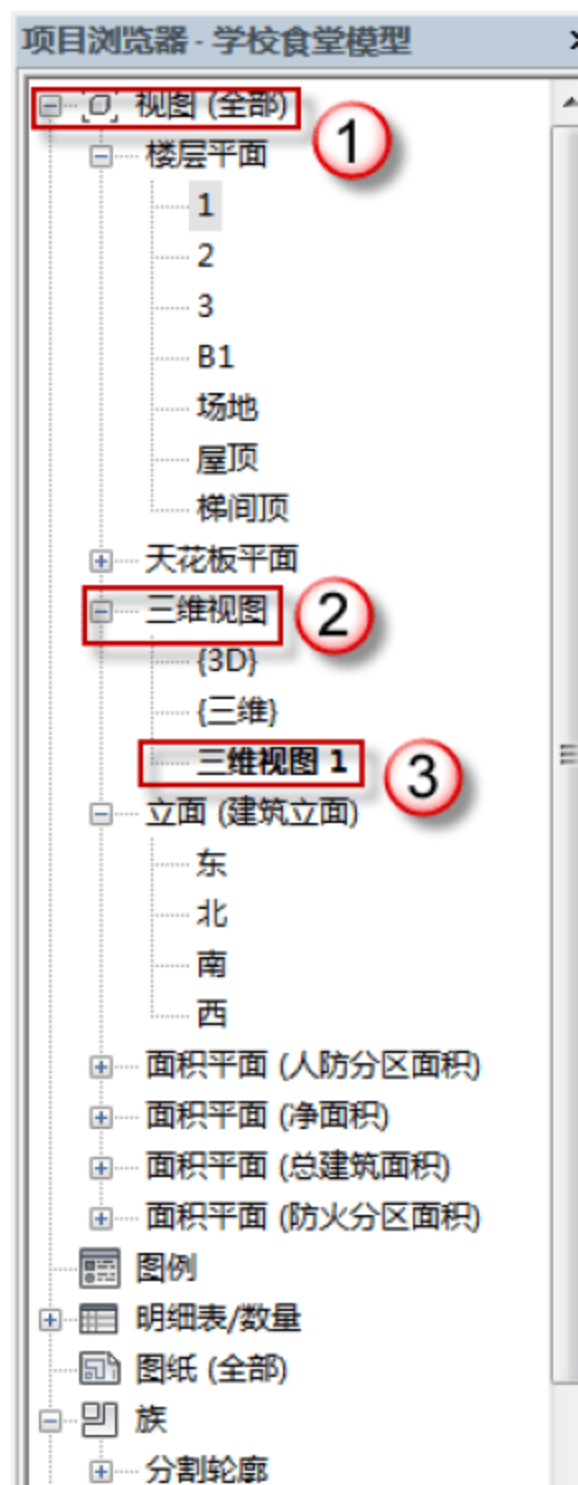 项目浏览器 - 学校食堂模型
视图 (全部)
1
楼层平面
1
2
3
B1
场地
屋顶
梯间顶
天花板平面
三维视图
2
{3D}
{三维}
三维视图 1
3
立面 (建筑立面)
东
北
南
西
面积平面 (人防分区面积)
面积平面 (净面积)
面积平面 (总建筑面积)
面积平面 (防火分区面积)
图例
明细表/数量
图纸 (全部)
族
分割轮廓